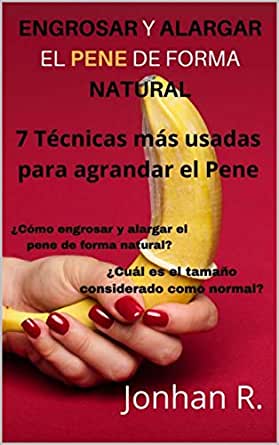 ENGROSAR Y ALARGAR
EL PENE DE FORMA
NATURAL
7 Técnicas más usadas
para agrandar el Pene
¿Cómo engrosar y alargar el
pene de forma natural?
¿Cuál es el tamaño
considerado como normal?
Jonhan R.